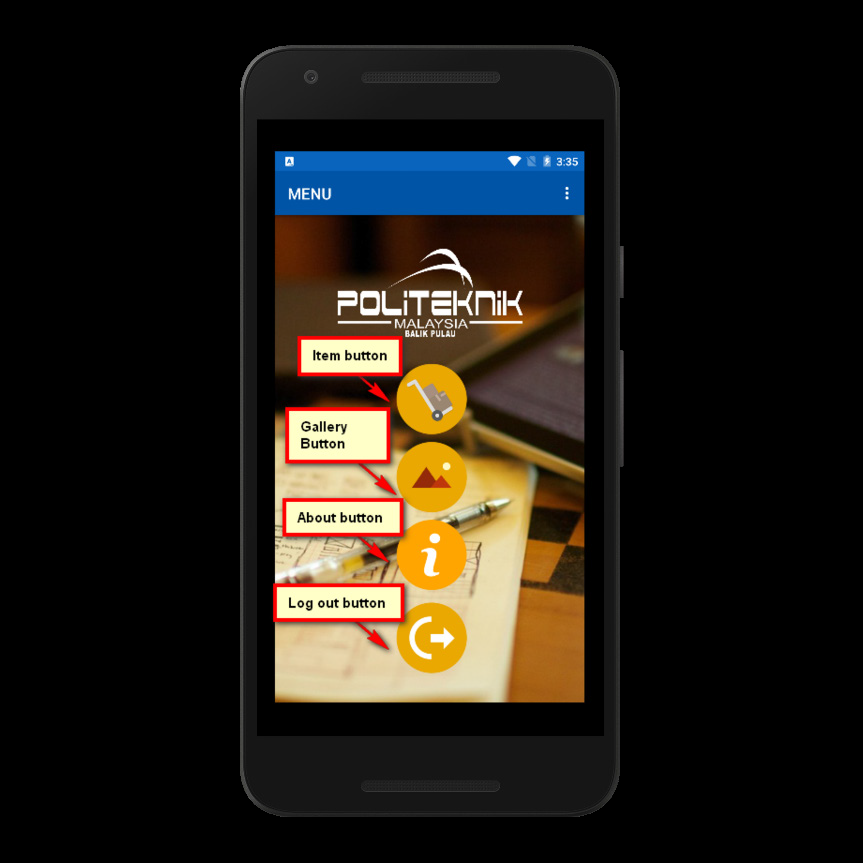 3:35
MENU
POLITEKNIK
MALAYSIA
BALIK PULAU
Item button
Gallery
Button
About button
Log out button